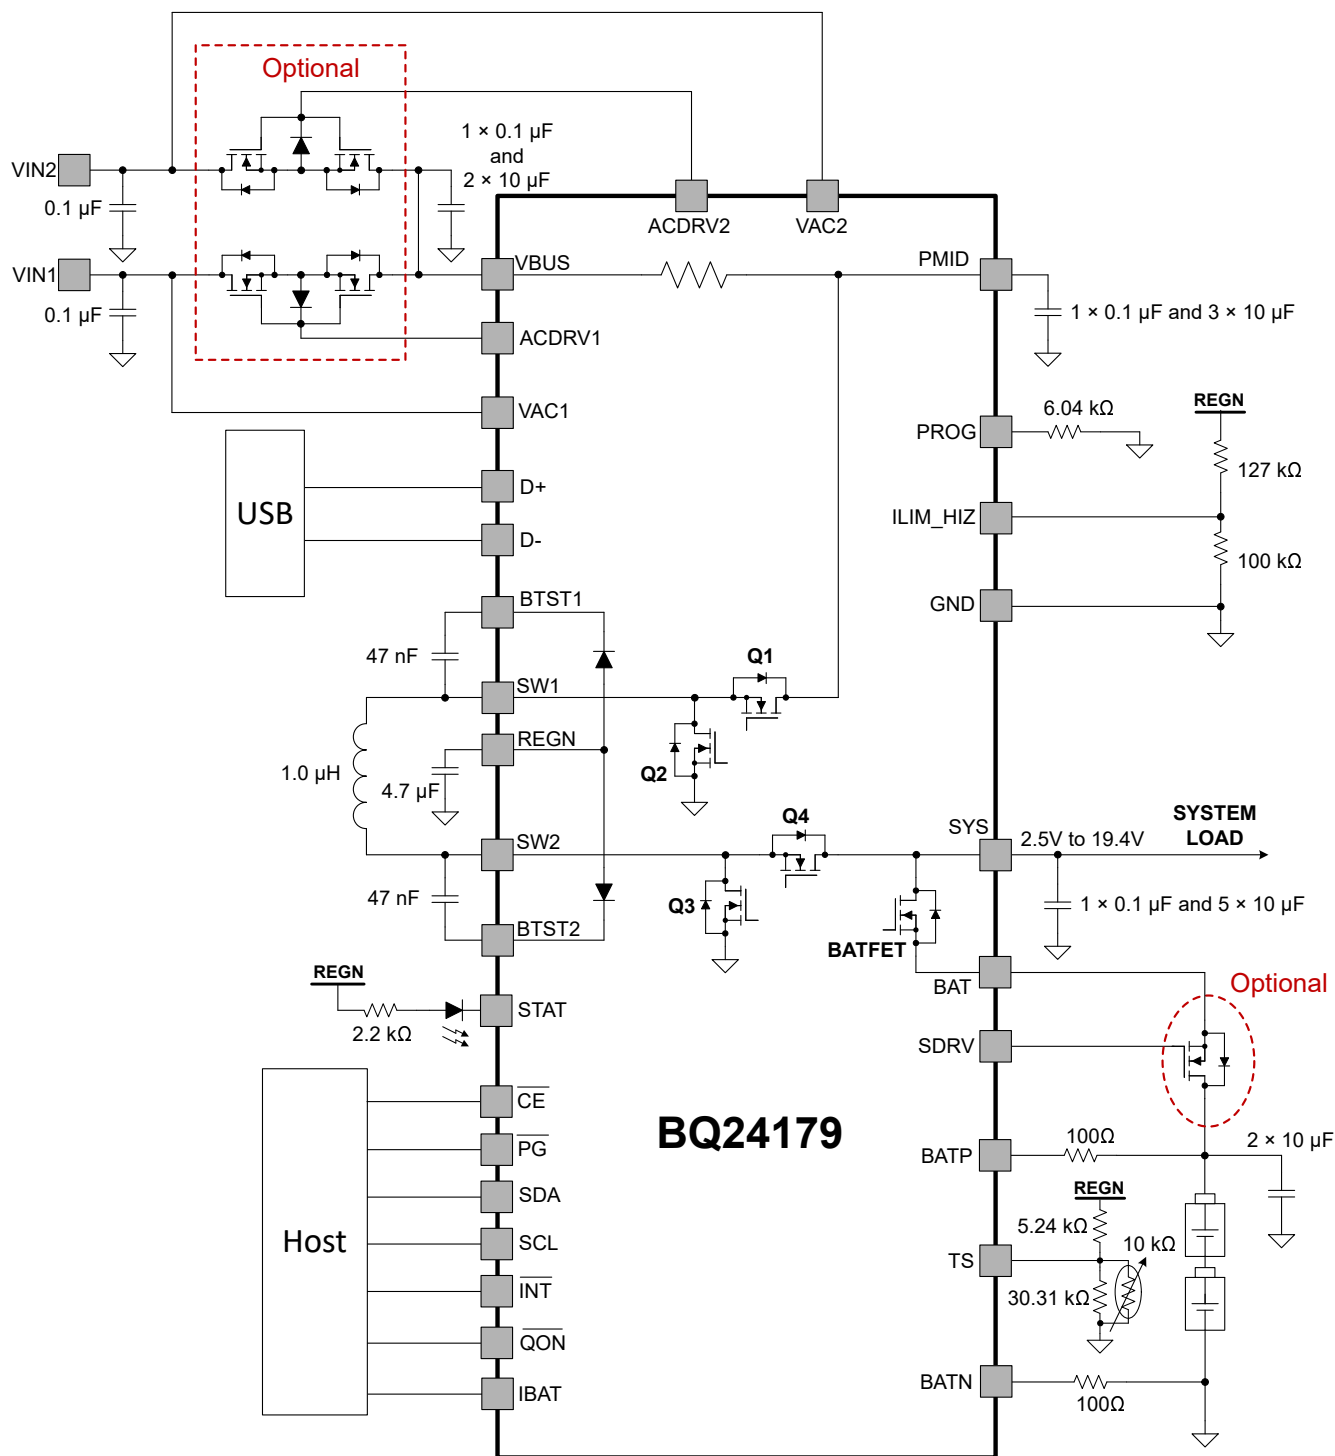 Optional
1 × 0.1 µF
and
2 × 10 µF
VIN2
0.1 µF
ACDRV2
VAC2
VIN1
0.1 µF
VBUS
PMID
1 × 0.1 µF and 3 × 10 µF
ACDRV1
VAC1
6.04 kΩ
REGN
PROG
127 kΩ
USB
D+
ILIM_HIZ
D-
100 kΩ
BTST1
GND
47 nF
Q1
SW1
REGN
1.0 µH
4.7 µF
Q2
SW2
Q4
SYS
2.5V to 19.4V
SYSTEM
LOAD
47 nF
Q3
1 × 0.1 µF and 5 × 10 µF
BTST2
BATFET
REGN
BAT
Optional
STAT
2.2 kΩ
SDRV
CE
BQ24179
PG
BATP
100Ω
2 × 10 µF
SDA
REGN
5.24 kΩ
Host
SCL
TS
10 kΩ
INT
30.31 kΩ
QON
IBAT
BATN
100Ω